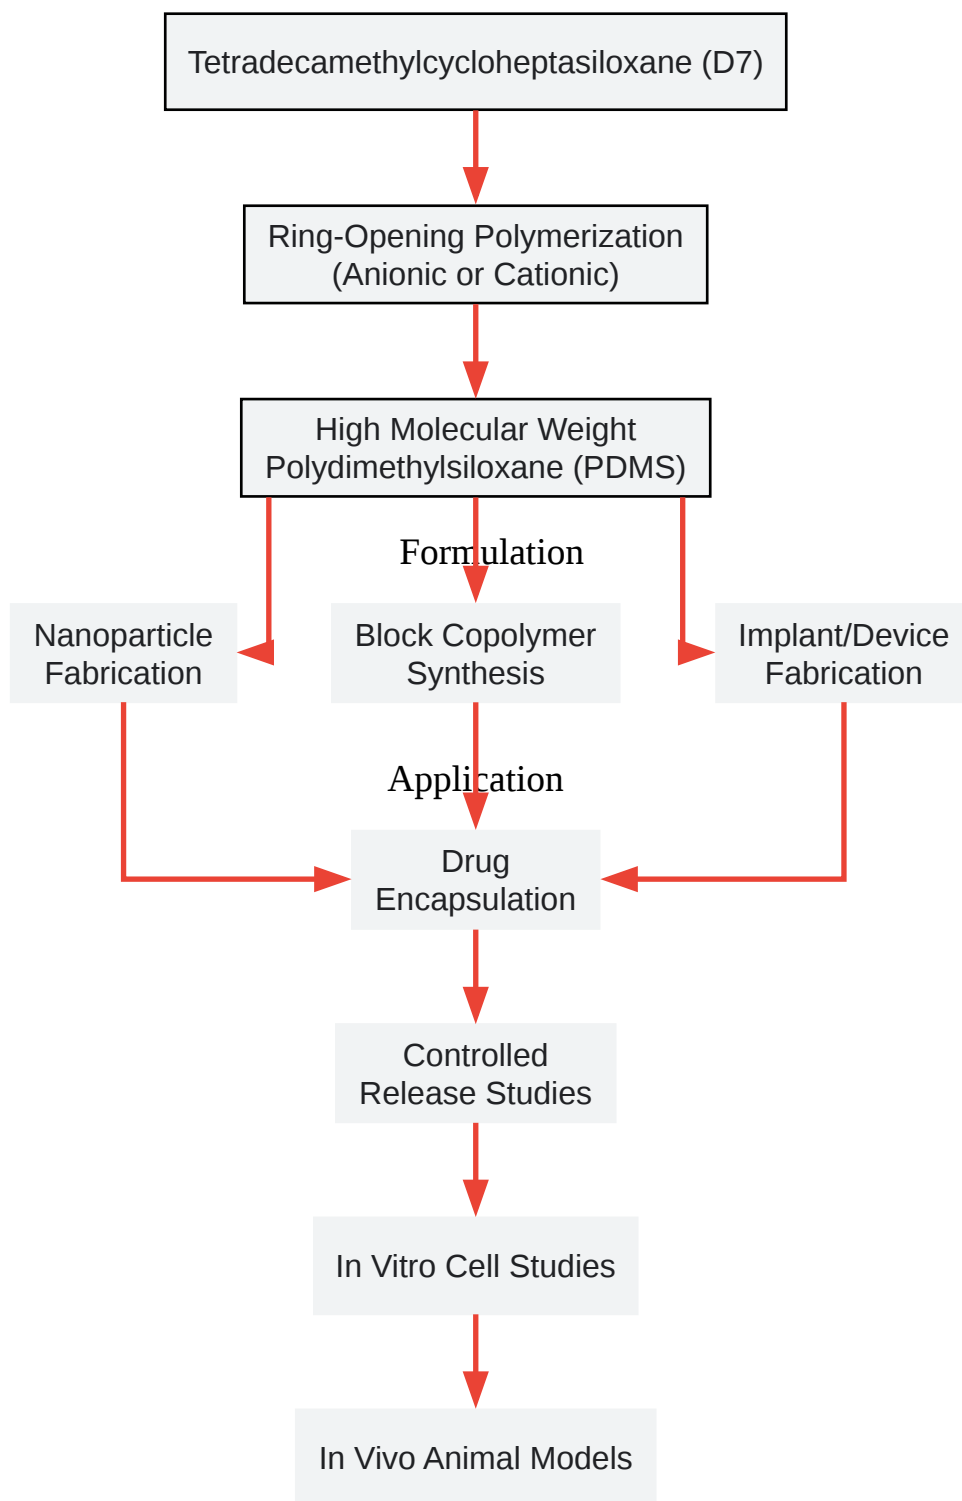 Tetradecamethylcycloheptasiloxane (D7)
Ring-Opening Polymerization
(Anionic or Cationic)
High Molecular Weight
Polydimethylsiloxane (PDMS)
Formulation
Nanoparticle
Fabrication
Block Copolymer
Synthesis
Implant/Device
Fabrication
Application
Drug
Encapsulation
Controlled
Release Studies
In Vitro Cell Studies
In Vivo Animal Models